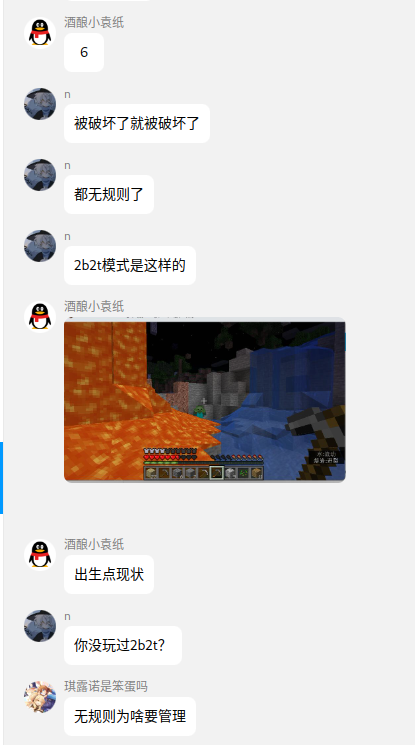 酒酿小袁纸
6
n
被破坏了就被破坏了
n
都无规则了
n
2b2t模式是这样的
酒酿小袁纸
酒酿小袁纸
出生点现状
n
你没玩过2b2t?
琪露诺是笨蛋吗
无规则为啥要管理